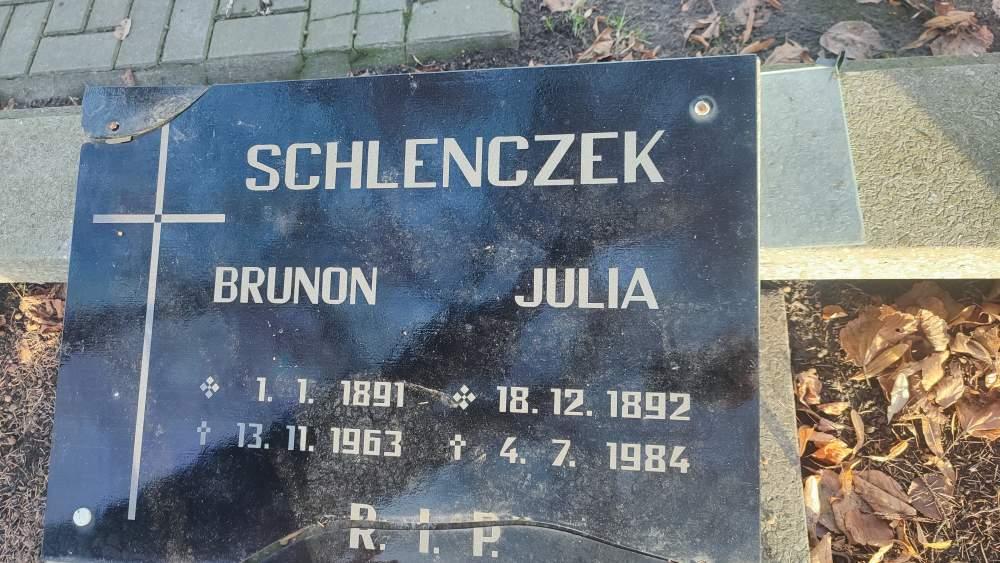 SCHLENCZEK
BRUNON JULIA
1. 1. 1891 18. 12. 1892
† 13. 11. 1963 † 4. 7. 1984
R. I. P.